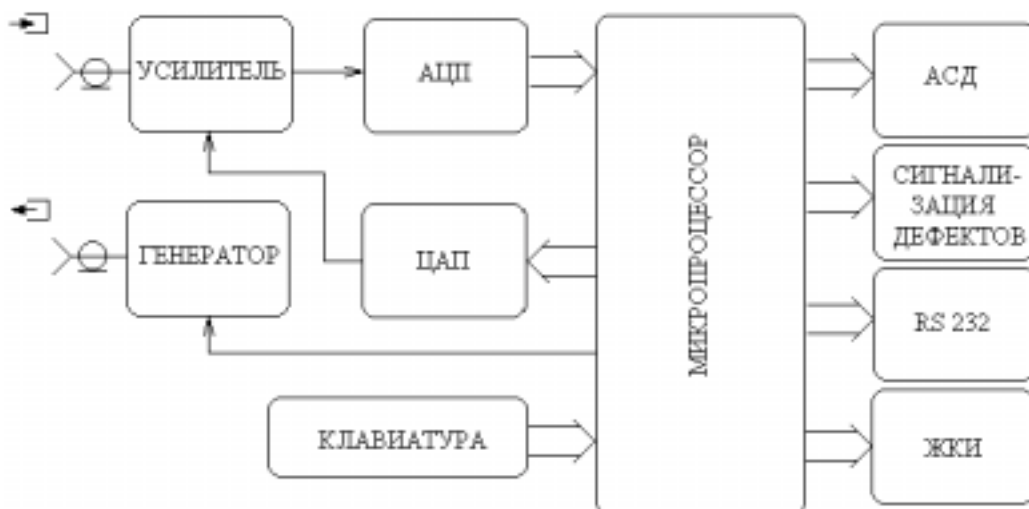 УСИЛИТЕЛЬ
АЦП
АСД
СИГНАЛИ-
ЗАЦИЯ
ДЕФЕКТОВ
ГЕНЕРАТОР
ЦАП
МИКРОПРОЦЕССОР
RS 232
КЛАВИАТУРА
ЖКИ